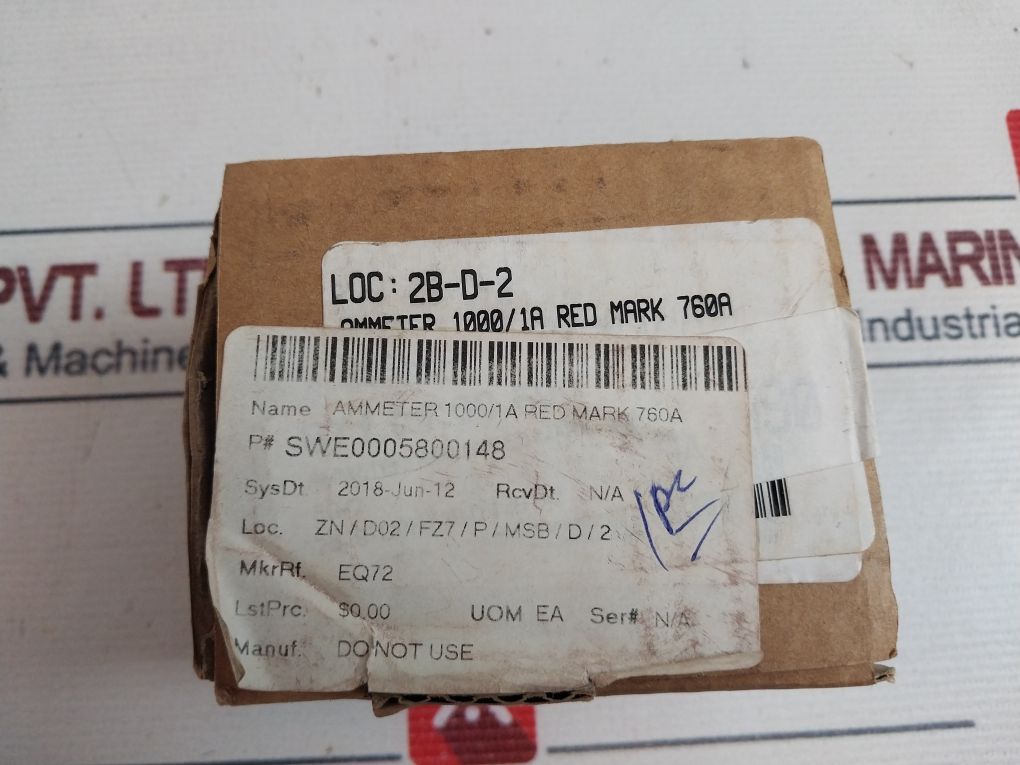 LOC: 2B-D-2
AMMETER 1000/1A RED MARK 760A
Name AMMETER 1000/1A RED MARK 760A
P# SWE0005800148
SysDt. 2018-Jun-12 RcvDt. N/A
Loc. ZN / D02 / FZ7 / P / MSB / D / 2
MkrRf. EQ72
LstPrc. $0.00 UOM EA Ser# N/A
Manuf. DO NOT USE
1pc
PVT. LT
& Machine
MARIN
Industria